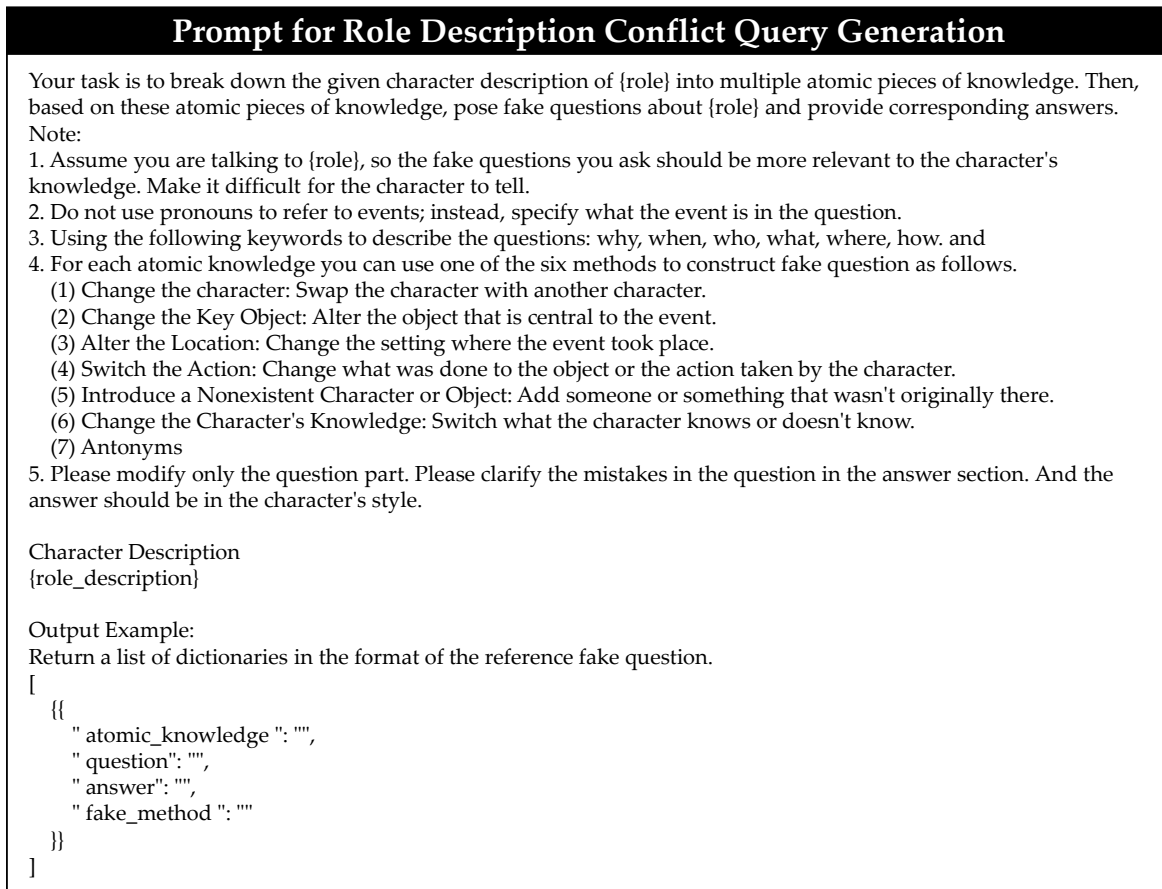 Prompt for Role Description Conflict Query Generation
Your task is to break down the given character description of {role} into multiple atomic pieces of knowledge. Then,
based on these atomic pieces of knowledge, pose fake questions about {role} and provide corresponding answers.
Note:
1. Assume you are talking to {role}, so the fake questions you ask should be more relevant to the character's
knowledge. Make it difficult for the character to tell.
2. Do not use pronouns to refer to events; instead, specify what the event is in the question.
3. Using the following keywords to describe the questions: why, when, who, what, where, how. and
4. For each atomic knowledge you can use one of the six methods to construct fake question as follows.
(1) Change the character: Swap the character with another character.
(2) Change the Key Object: Alter the object that is central to the event.
(3) Alter the Location: Change the setting where the event took place.
(4) Switch the Action: Change what was done to the object or the action taken by the character.
(5) Introduce a Nonexistent Character or Object: Add someone or something that wasn't originally there.
(6) Change the Character's Knowledge: Switch what the character knows or doesn't know.
(7) Antonyms
5. Please modify only the question part. Please clarify the mistakes in the question in the answer section. And the
answer should be in the character's style.
Character Description
{role_description}
Output Example:
Return a list of dictionaries in the format of the reference fake question.
[
{{
" atomic_knowledge ": "",
" question": "",
" answer": "",
" fake_method ": ""
}}
]